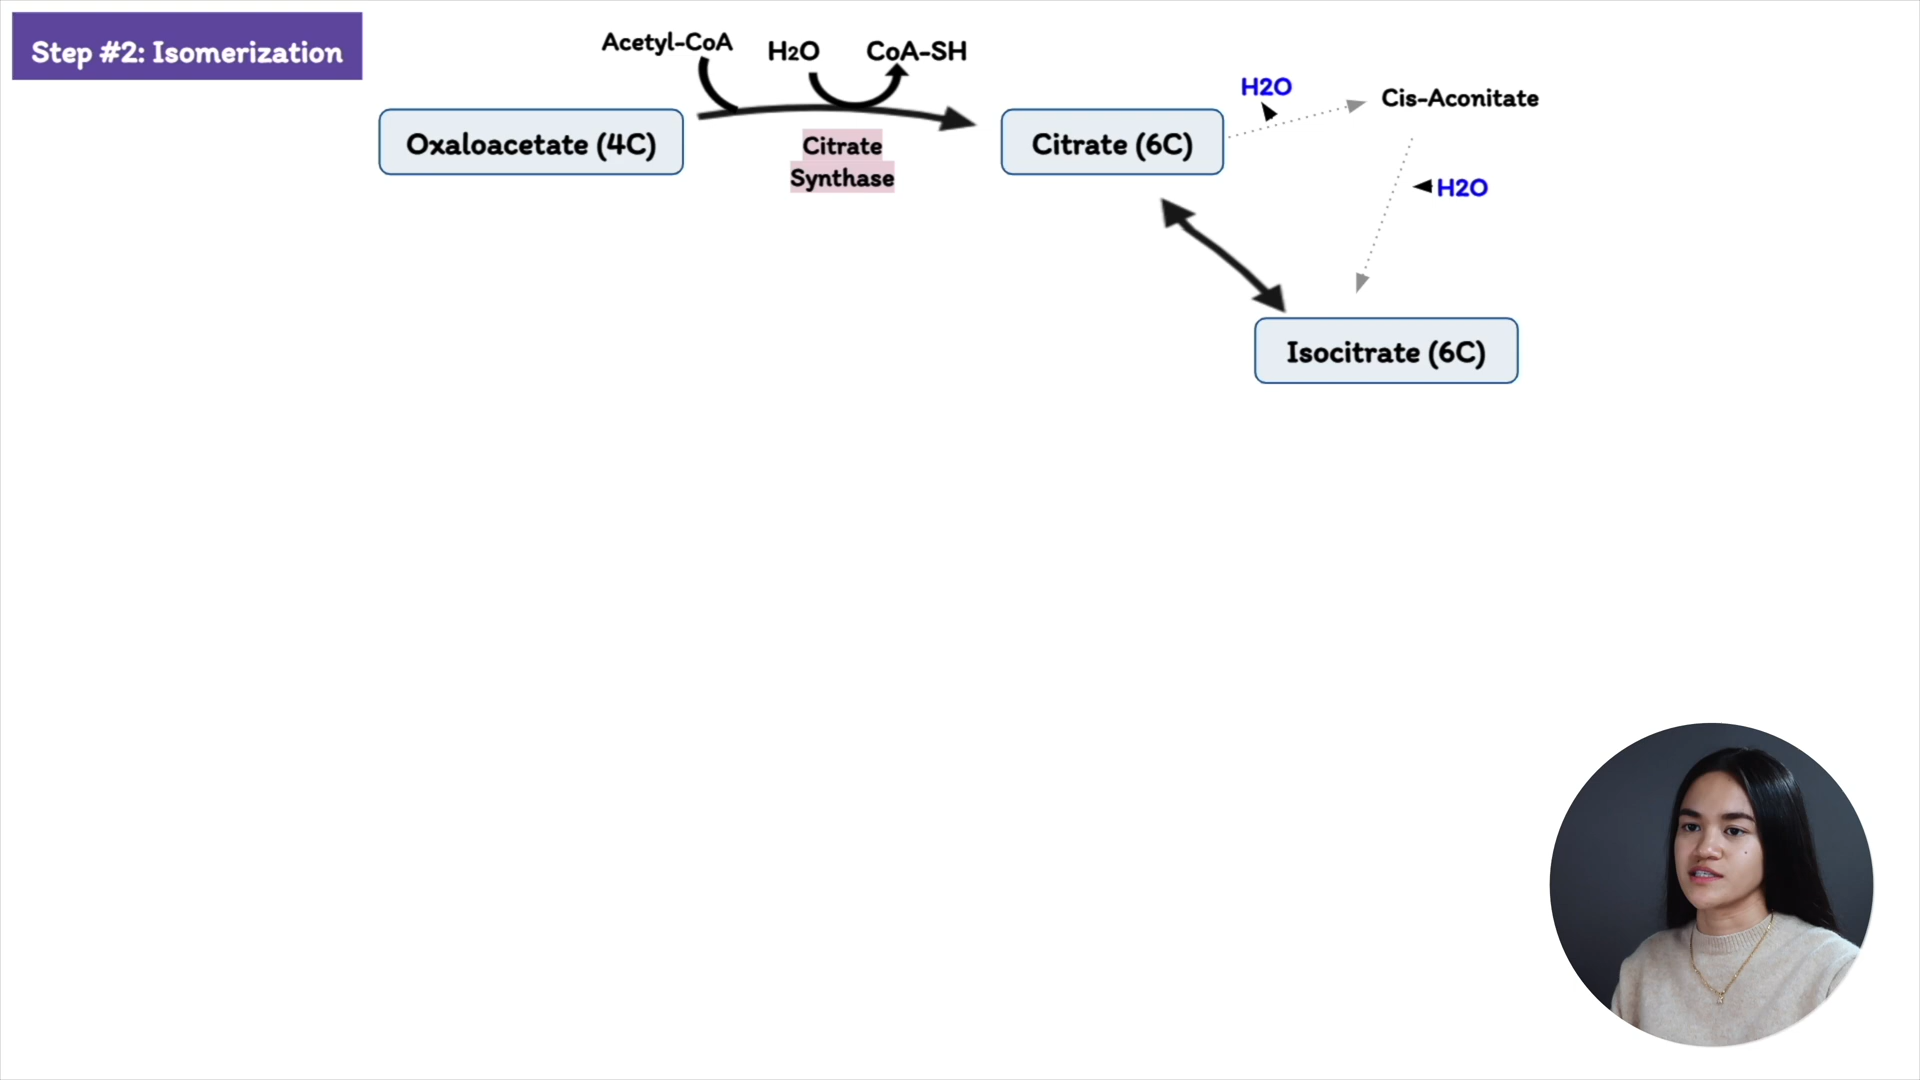 Step #2: Isomerization
Acetyl-CoA
H2O
CoA-SH
Oxaloacetate (4C)
Citrate
Synthase
Citrate (6C)
H2O
Cis-Aconitate
H2O
Isocitrate (6C)